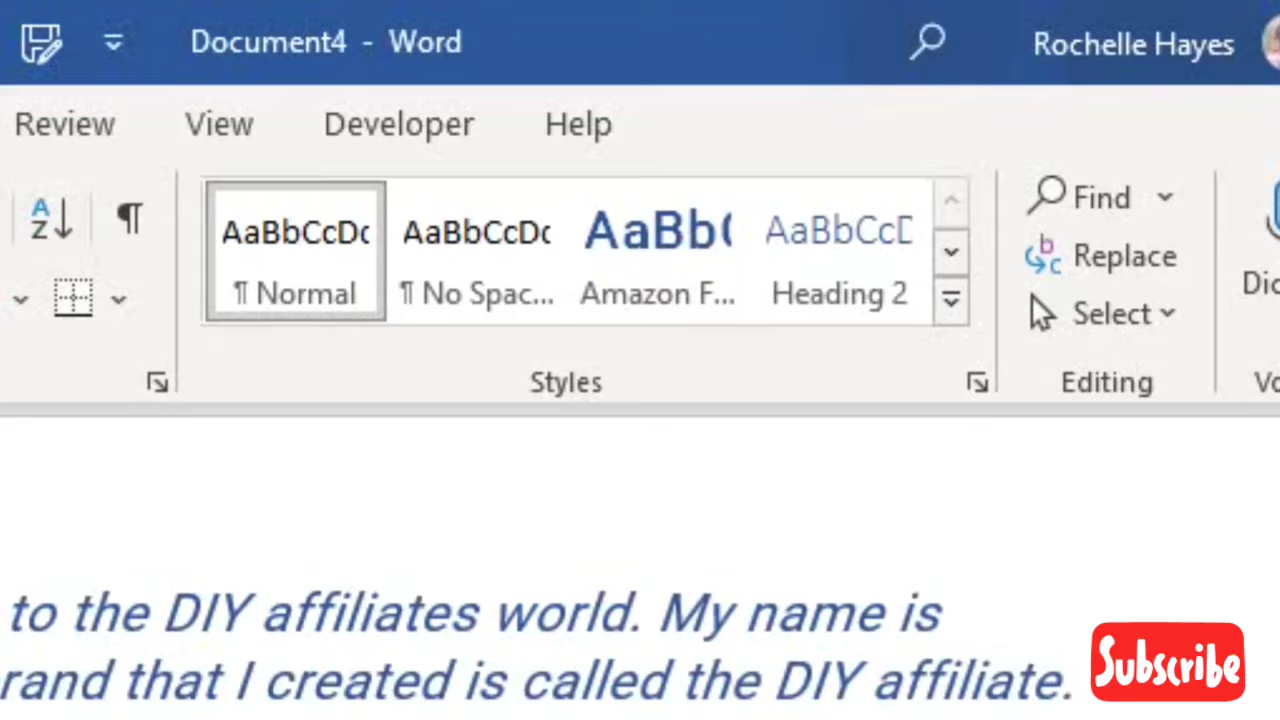 Document4 - Word
Rochelle Hayes
Review View Developer Help
AaBbCcDc AaBbCcDc AaBb( AaBbCcD
¶ Normal ¶ No Spac... Amazon F... Heading 2
Find
Replace
Select
Dic
Styles
Editing
Vo
to the DIY affiliates world. My name is
rand that I created is called the DIY affiliate.
Subscribe